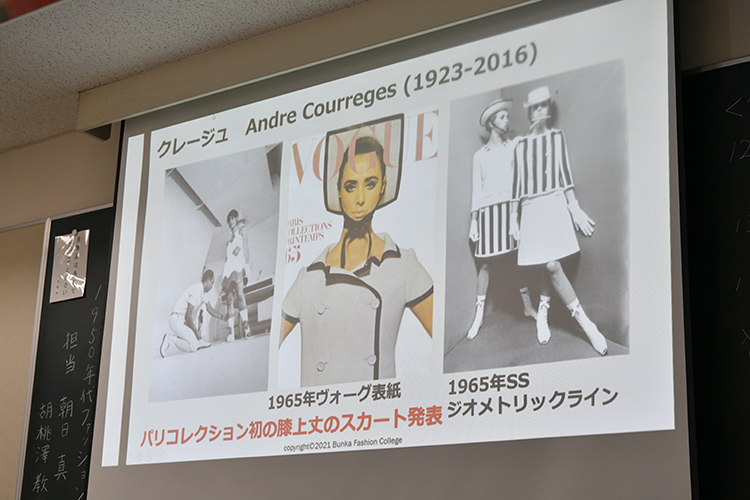 クレージュ Andre Courreges (1923-2016)
VOGUE
PARIS
COLLECTIONS
PRINTEMPS
65
1965年ヴォーグ表紙
1965年SS
ジオメトリックライン
パリコレクション初の膝上丈のスカート発表
copyright©2021 Bunka Fashion College
1950年代ファッション
担当 朝日 真
胡桃澤 教